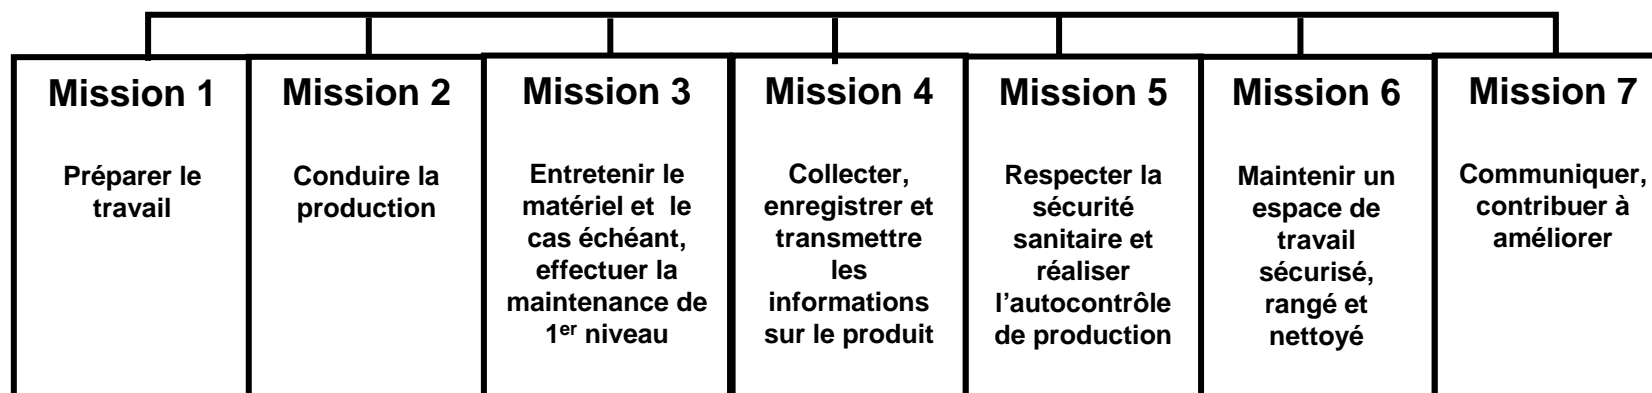 Mission 1
Préparer le
travail
Mission 2
Conduire la
production
Mission 3
Entretenir le
matériel et le
cas échéant,
effectuer la
maintenance de
1er niveau
Mission 4
Collecter,
enregistrer et
transmettre
les
informations
sur le produit
Mission 5
Respecter la
sécurité
sanitaire et
réaliser
l’autocontrôle
de production
Mission 6
Maintenir un
espace de
travail
sécurisé,
rangé et
nettoyé
Mission 7
Communiquer,
contribuer à
améliorer